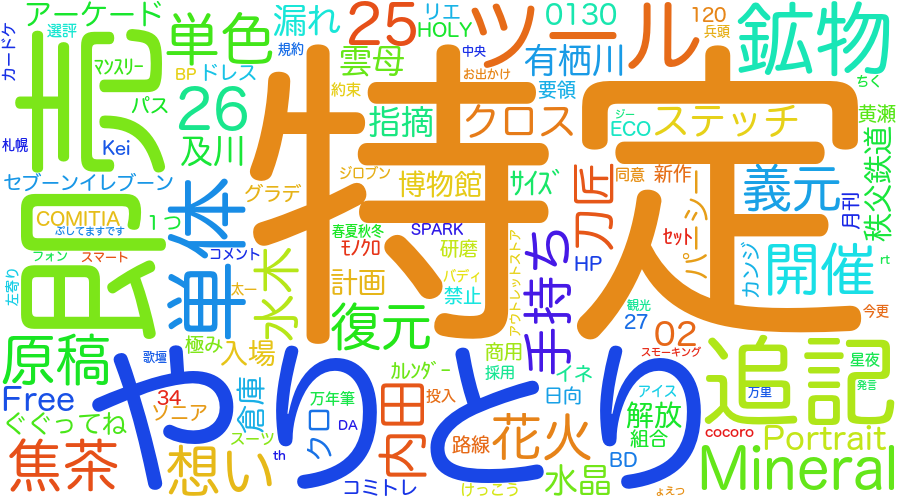 アーケード
漏れ
25
リエ
0130
ツール
鉱物
120
兵頭
カードケ
選評
単色
HOLY
雲母
中央
有栖川
即売
ﾏﾝｽﾘｰ
BP
ドレス
規約
お出かけ
ちく
パス
26
約束
要領
特定
指摘
クロス
ジー
ECO
ステッチ
黄瀬
札幌
Kei
及川
セブーンイレブーン
グラデ
ジロブン
博物館
ｻｲｽﾞ
刀匠
同意
新作
義元
月刊
秩父鉄道
COMITIA
ぷしてますです
1つ
単体
春夏秋冬
ﾓﾉｸﾛ
SPARK
研磨
アウトレットストア
手持ち
ｾｯﾄ
パーシー
カンジ
開催
フォン
スマート
コメント
水木
計画
バディ
禁止
HP
rt
左寄り
太一
復元
観光
27
02
今更
原稿
極み
入場
歌壇
やりとり
商用
スモーキング
追記
星夜
発言
Free
34
ソニア
倉庫
万年筆
ｶﾚﾝﾀﾞｰ
投入
採用
イネ
日向
アイス
万里
ぐぐってね
スーツ
クロ
DA
内田
路線
花火
解放
組合
cocoro
Portrait
焦茶
想い
th
コミトレ
けっこう
水晶
BD
ょえつ
Mineral